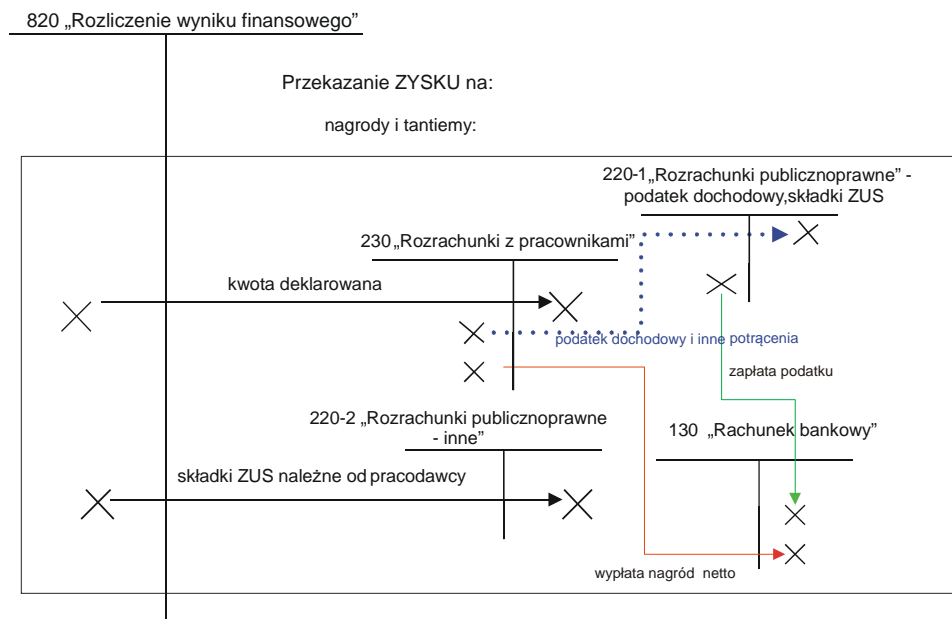 820 „Rozliczenie wyniku finansowego”
Przekazanie ZYSKU na:
nagrody i tantiemy:
220-1„Rozrachunki publicznoprawne” -
podatek dochodowy,składki ZUS
230„Rozrachunki z pracownikami”
kwota deklarowana
podatek dochodowy i inne potrącenia
zapłata podatku
220-2 „Rozrachunki publicznoprawne
- inne”
130 „Rachunek bankowy”
składki ZUS należne od pracodawcy
wypłata nagród netto